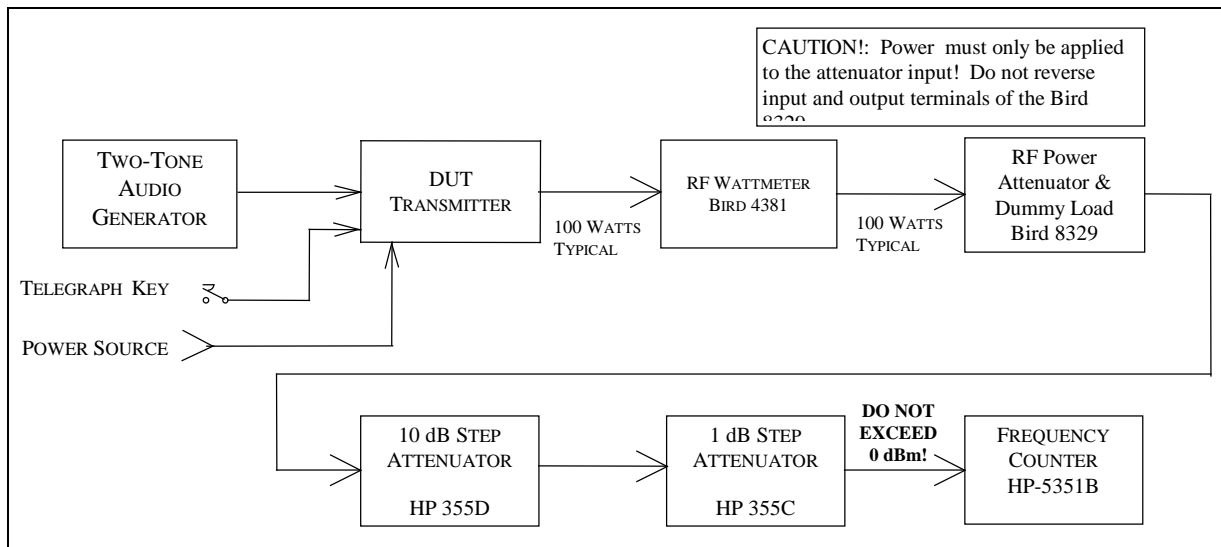 CAUTION!: Power must only be applied
to the attenuator input! Do not reverse
input and output terminals of the Bird
8329
TWO-TONE
AUDIO
GENERATOR
DUT
TRANSMITTER
100 WATTS
TYPICAL
RF WATTMETER
BIRD 4381
100 WATTS
TYPICAL
RF Power
Attenuator &
Dummy Load
Bird 8329
TELEGRAPH KEY
POWER SOURCE
10 dB STEP
ATTENUATOR
HP 355D
1 dB STEP
ATTENUATOR
HP 355C
DO NOT
EXCEED
0 dBm!
FREQUENCY
COUNTER
HP-5351B